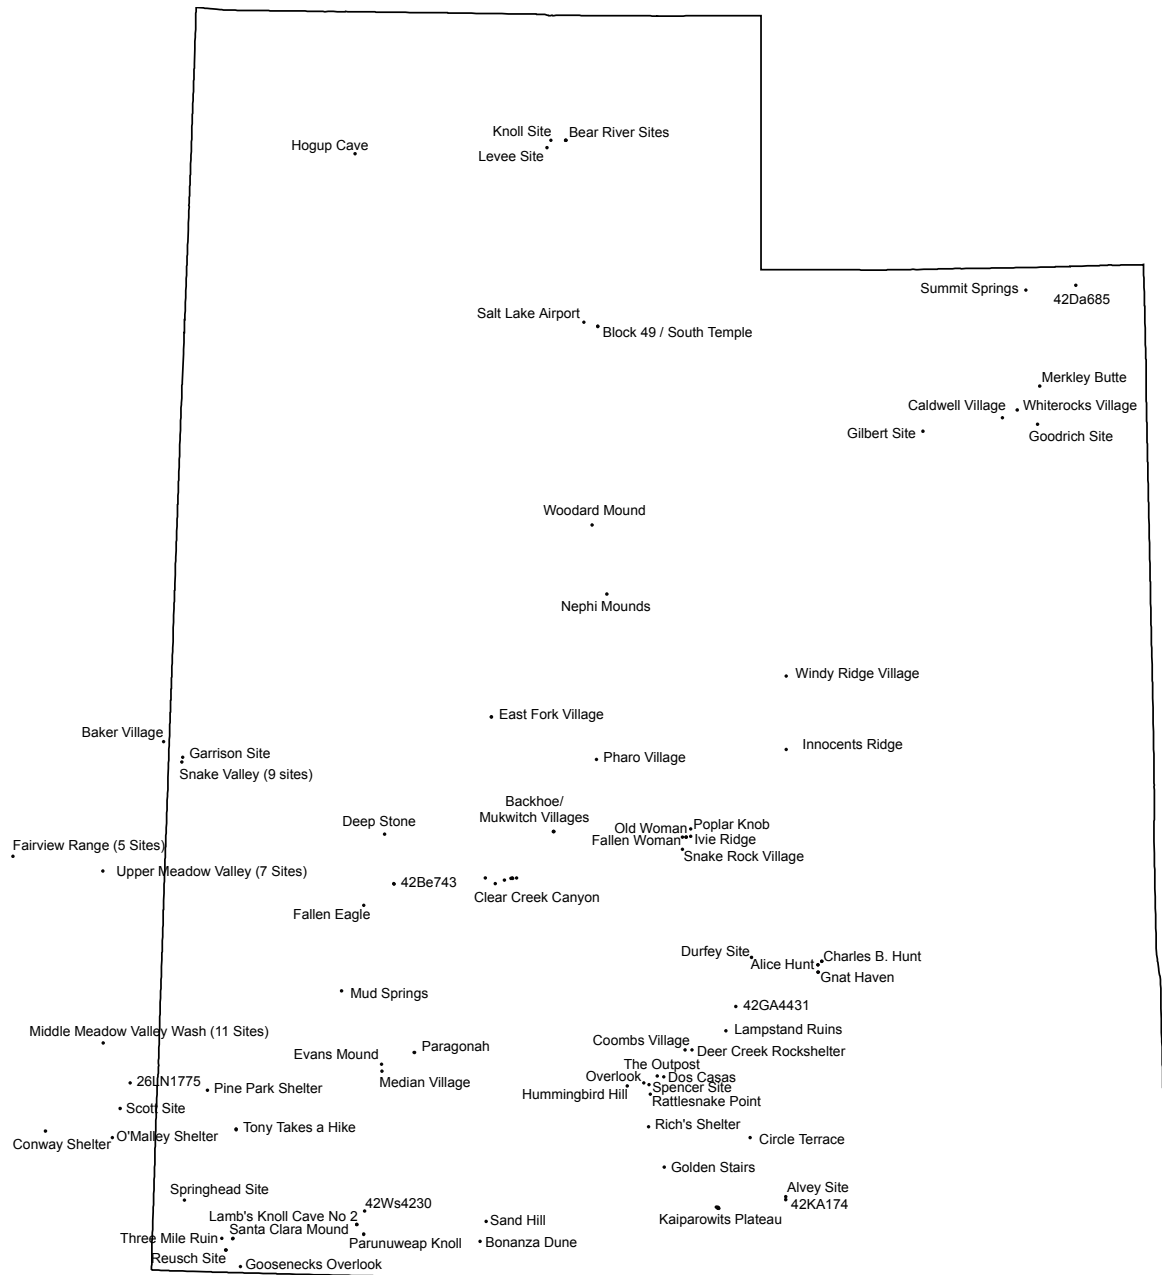 Knoll Site
Bear River Sites
Hogup Cave
Levee Site
Summit Springs
42Da685
Salt Lake Airport
Block 49 / South Temple
Merkley Butte
Caldwell Village
Whiterocks Village
Gilbert Site
Goodrich Site
Woodard Mound
Nephi Mounds
Windy Ridge Village
East Fork Village
Baker Village
Innocents Ridge
Garrison Site
Pharo Village
Snake Valley (9 sites)
Backhoe/
Mukwitch Villages
Deep Stone
Old Woman
Poplar Knob
Fallen Woman
Ivie Ridge
Fairview Range (5 Sites)
Snake Rock Village
Upper Meadow Valley (7 Sites)
42Be743
Clear Creek Canyon
Fallen Eagle
Durfey Site
Charles B. Hunt
Alice Hunt
Gnat Haven
Mud Springs
42GA4431
Middle Meadow Valley Wash (11 Sites)
Lampstand Ruins
Coombs Village
Paragonah
Deer Creek Rockshelter
Evans Mound
The Outpost
Overlook
Dos Casas
26LN1775
Median Village
Pine Park Shelter
Spencer Site
Hummingbird Hill
Rattlesnake Point
Scott Site
Rich's Shelter
Tony Takes a Hike
O'Malley Shelter
Circle Terrace
Conway Shelter
Golden Stairs
Springhead Site
Alvey Site
42Ws4230
42KA174
Lamb's Knoll Cave No 2
Sand Hill
Kaiparowits Plateau
Santa Clara Mound
Three Mile Ruin
Parunuweap Knoll
Bonanza Dune
Reusch Site
Goosenecks Overlook